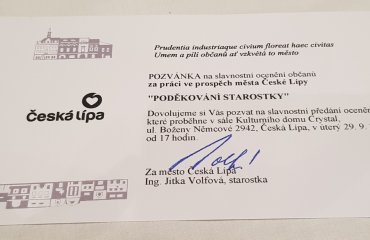 Prudentia industriaque civium floreat haec civitas
Umem a pílí občanů ať vzkvétá to město
POZVÁNKA na slavnostní ocenění občanů
za práci ve prospěch města České Lípy
"PODĚKOVÁNÍ STAROSTKY"
Dovolujeme si Vás pozvat na slavnostní předání ocenění
které proběhne v sále Kulturního domu Crystal,
ul. Boženy Němcové 2942, Česká Lípa, v úterý 29. 9.
od 17 hodin.
Za město Česká Lípa
Ing. Jitka Volfová, starostka
česká lípa